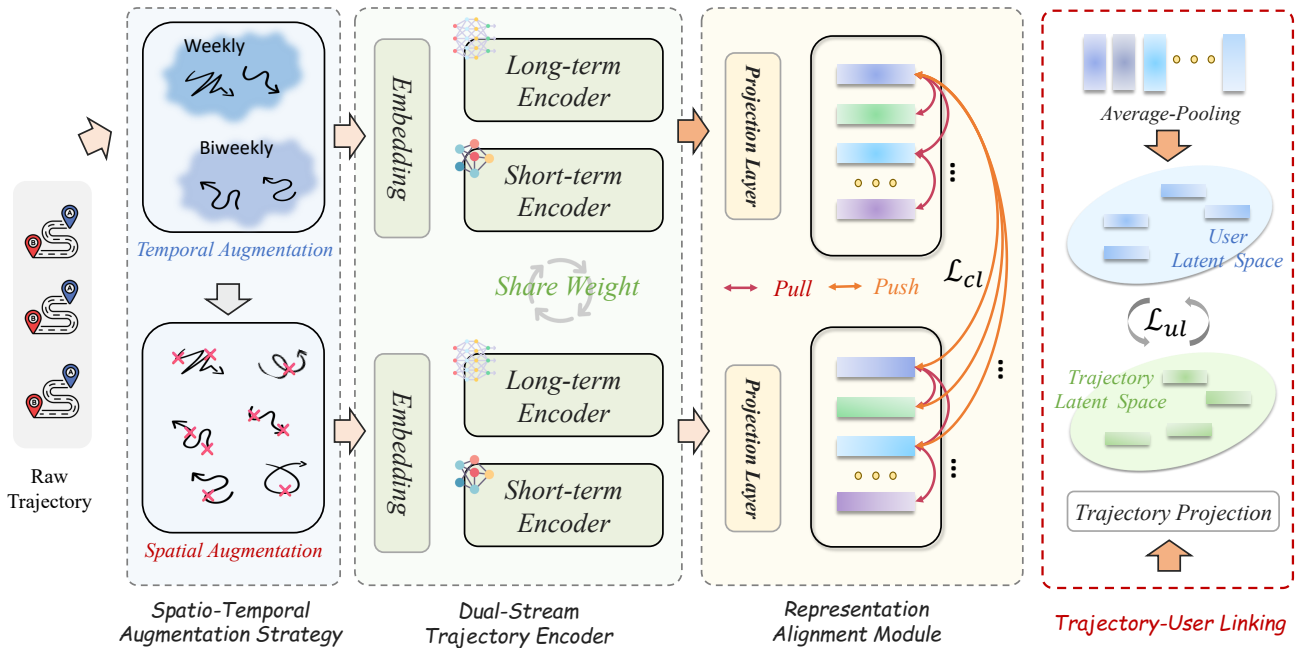 Raw
Trajectory
A
B
A
B
A
B
Weekly
Biweekly
Temporal Augmentation
Spatial Augmentation
Spatio-Temporal
Augmentation Strategy
Embedding
Long-term
Encoder
Short-term
Encoder
Share Weight
Embedding
Long-term
Encoder
Short-term
Encoder
Dual-Stream
Trajectory Encoder
Projection Layer
...
Pull
Push
ℒcl
Projection Layer
...
...
Representation
Alignment Module
Average-Pooling
User
Latent Space
ℒul
Trajectory
Latent Space
Trajectory Projection
Trajectory-User Linking